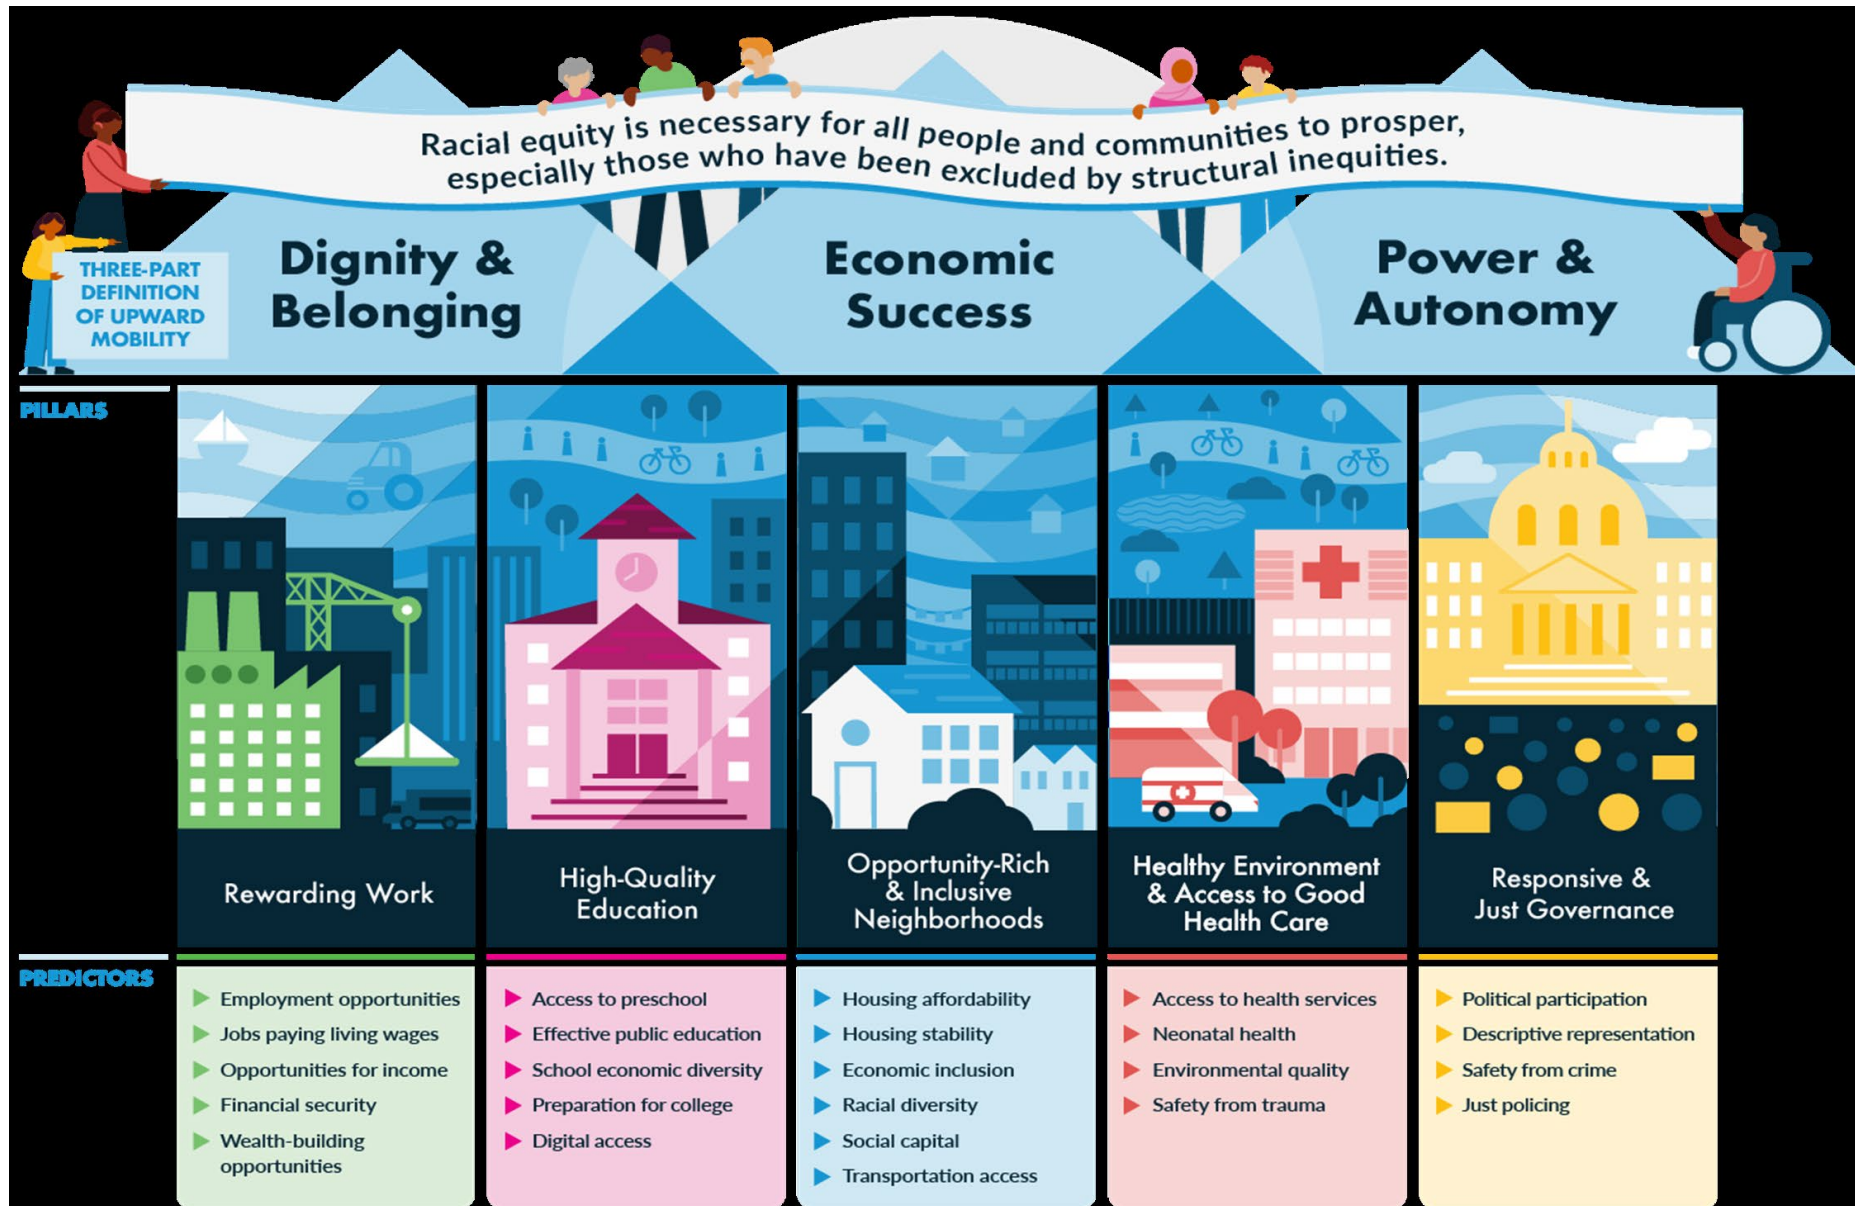 Racial equity is necessary for all people and communities to prosper,
especially those who have been excluded by structural inequities.
THREE-PART
DEFINITION
OF UPWARD
MOBILITY
Dignity &
Belonging
Economic
Success
Power &
Autonomy
PILLARS
Rewarding Work
High-Quality
Education
Opportunity-Rich
& Inclusive
Neighborhoods
Healthy Environment
& Access to Good
Health Care
Responsive &
Just Governance
PREDICTORS
Employment opportunities
Jobs paying living wages
Opportunities for income
Financial security
Wealth-building
opportunities
Access to preschool
Effective public education
School economic diversity
Preparation for college
Digital access
Housing affordability
Housing stability
Economic inclusion
Racial diversity
Social capital
Transportation access
Access to health services
Neonatal health
Environmental quality
Safety from trauma
Political participation
Descriptive representation
Safety from crime
Just policing